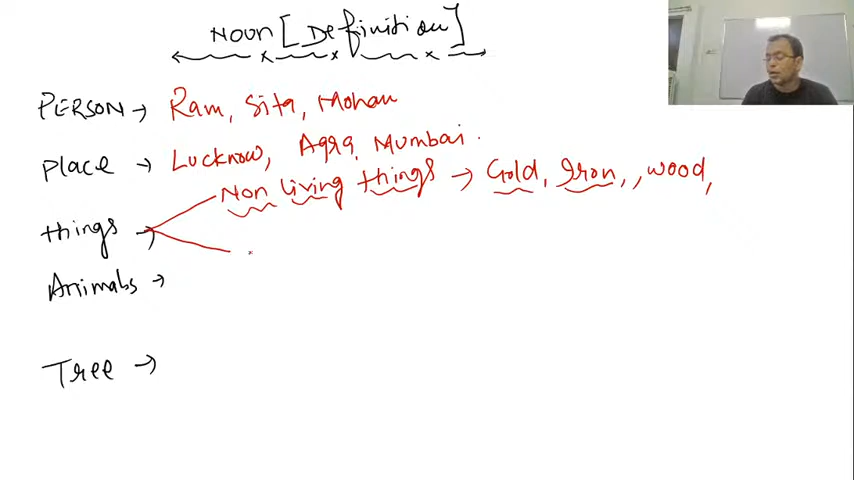 Noun [Definition]
PERSON → Ram, Sita, Mohan
Place → Lucknow, Agra, Mumbai.
Non living things → Gold, Iron, , wood,
things →
Animals →
Tree →